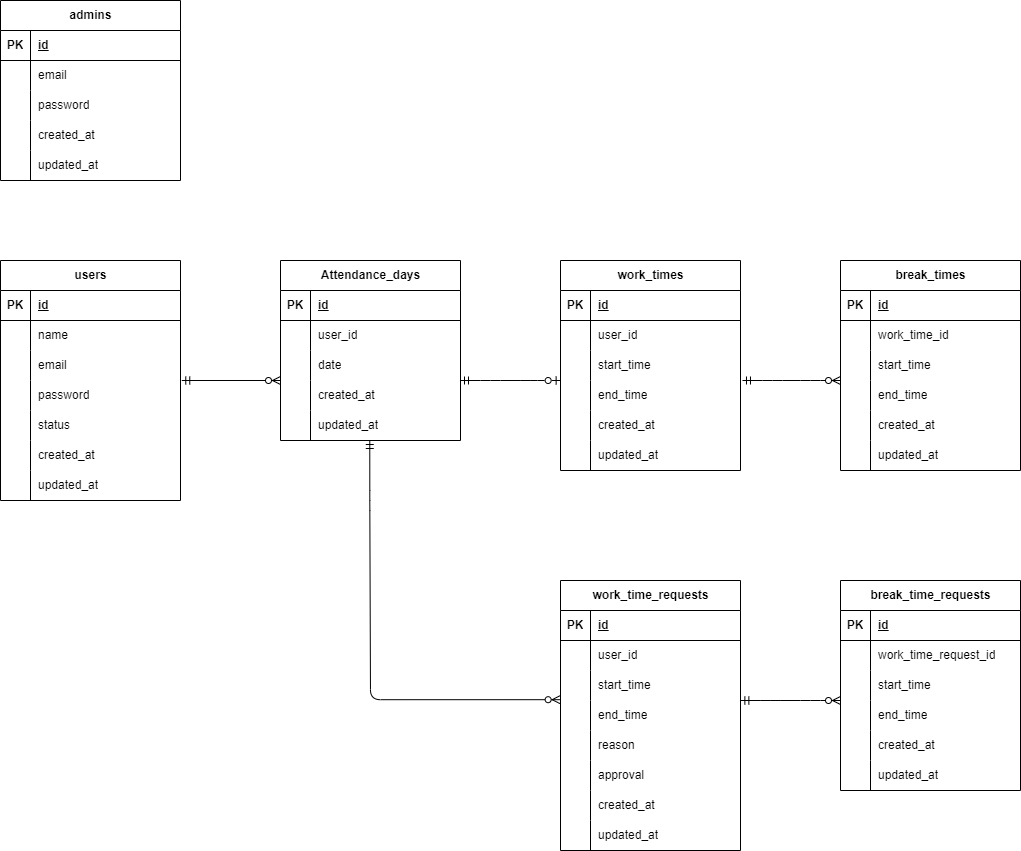 admins
PK id
email
password
created_at
updated_at
users
PK id
name
email
password
status
created_at
updated_at
Attendance_days
PK id
user_id
date
created_at
updated_at
work_times
PK id
user_id
start_time
end_time
created_at
updated_at
break_times
PK id
work_time_id
start_time
end_time
created_at
updated_at
work_time_requests
PK id
user_id
start_time
end_time
reason
approval
created_at
updated_at
break_time_requests
PK id
work_time_request_id
start_time
end_time
created_at
updated_at